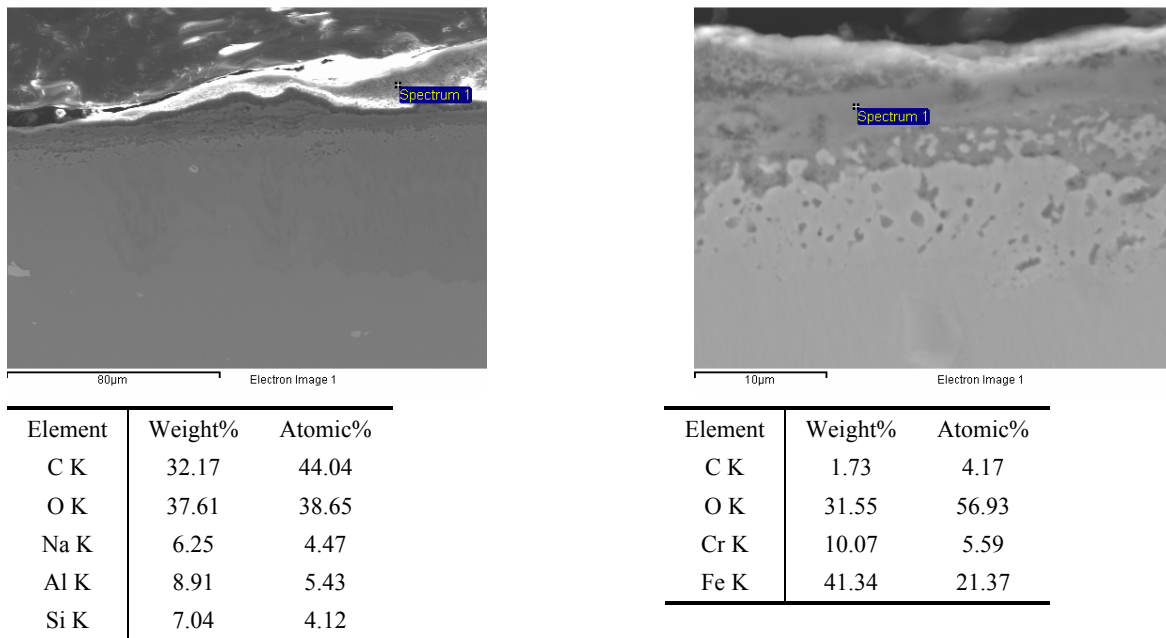 Spectrum 1
80µm Electron Image 1
Element Weight% Atomic%
C K 32.17 44.04
O K 37.61 38.65
Na K 6.25 4.47
Al K 8.91 5.43
Si K 7.04 4.12
Spectrum 1
10µm Electron Image 1
Element Weight% Atomic%
C K 1.73 4.17
O K 31.55 56.93
Cr K 10.07 5.59
Fe K 41.34 21.37